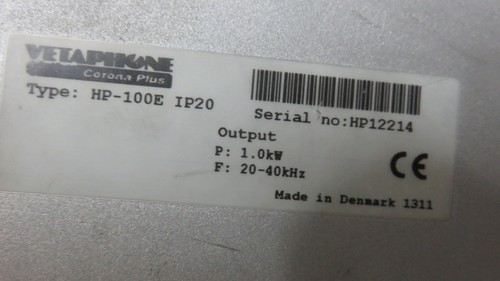 VETAPHONE
Corona Plus
Type: HP-100E IP20
Serial no:HP12214
Output
P: 1.0kW
F: 20-40kHz
CE
Made in Denmark 1311